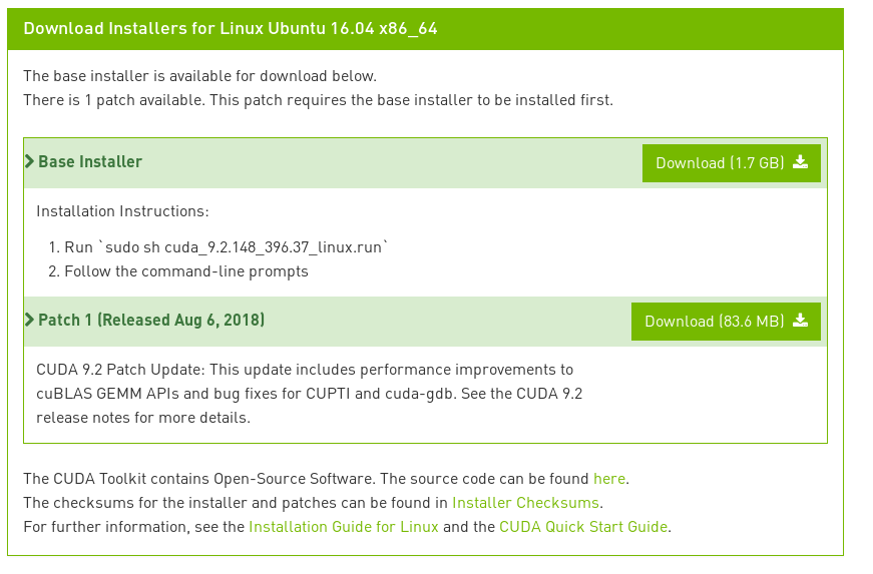 Download Installers for Linux Ubuntu 16.04 x86_64
The base installer is available for download below.
There is 1 patch available. This patch requires the base installer to be installed first.
Base Installer
Download (1.7 GB)
Installation Instructions:
1. Run `sudo sh cuda_9.2.148_396.37_linux.run`
2. Follow the command-line prompts
Patch 1 (Released Aug 6, 2018)
Download (83.6 MB)
CUDA 9.2 Patch Update: This update includes performance improvements to
cuBLAS GEMM APIs and bug fixes for CUPTI and cuda-gdb. See the CUDA 9.2
release notes for more details.
The CUDA Toolkit contains Open-Source Software. The source code can be found here.
The checksums for the installer and patches can be found in Installer Checksums.
For further information, see the Installation Guide for Linux and the CUDA Quick Start Guide.